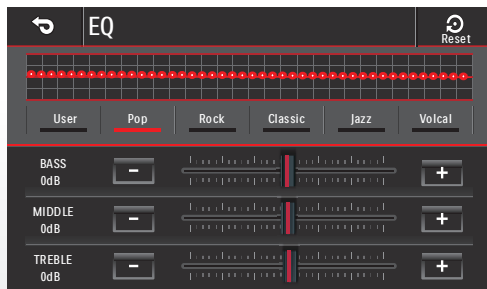 EQ
Reset
User Pop Rock Classic Jazz Volcal
BASS
0dB
- +
MIDDLE
0dB
- +
TREBLE
0dB
- +